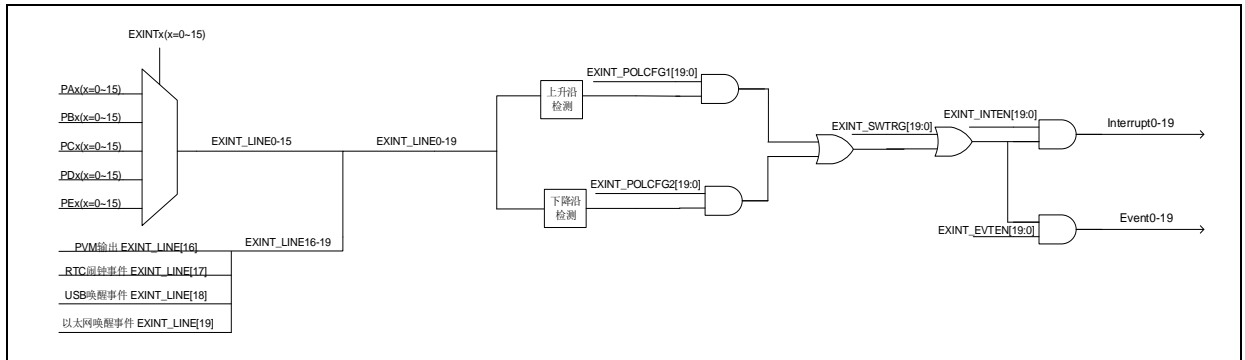 EXINTx(x=0~15)
PAx(x=0~15)
PBx(x=0~15)
PCx(x=0~15)
PDx(x=0~15)
PEx(x=0~15)
EXINT_LINE0-15
EXINT_LINE0-19
PVM输出 EXINT_LINE[16]
EXINT_LINE16-19
RTC闹钟事件 EXINT_LINE[17]
USB唤醒事件 EXINT_LINE[18]
以太网唤醒事件 EXINT_LINE[19]
上升沿
检测
EXINT_POLCFG1[19:0]
下降沿
检测
EXINT_POLCFG2[19:0]
EXINT_SWTRG[19:0]
EXINT_INTEN[19:0]
Interrupt0-19
EXINT_EVTEN[19:0]
Event0-19